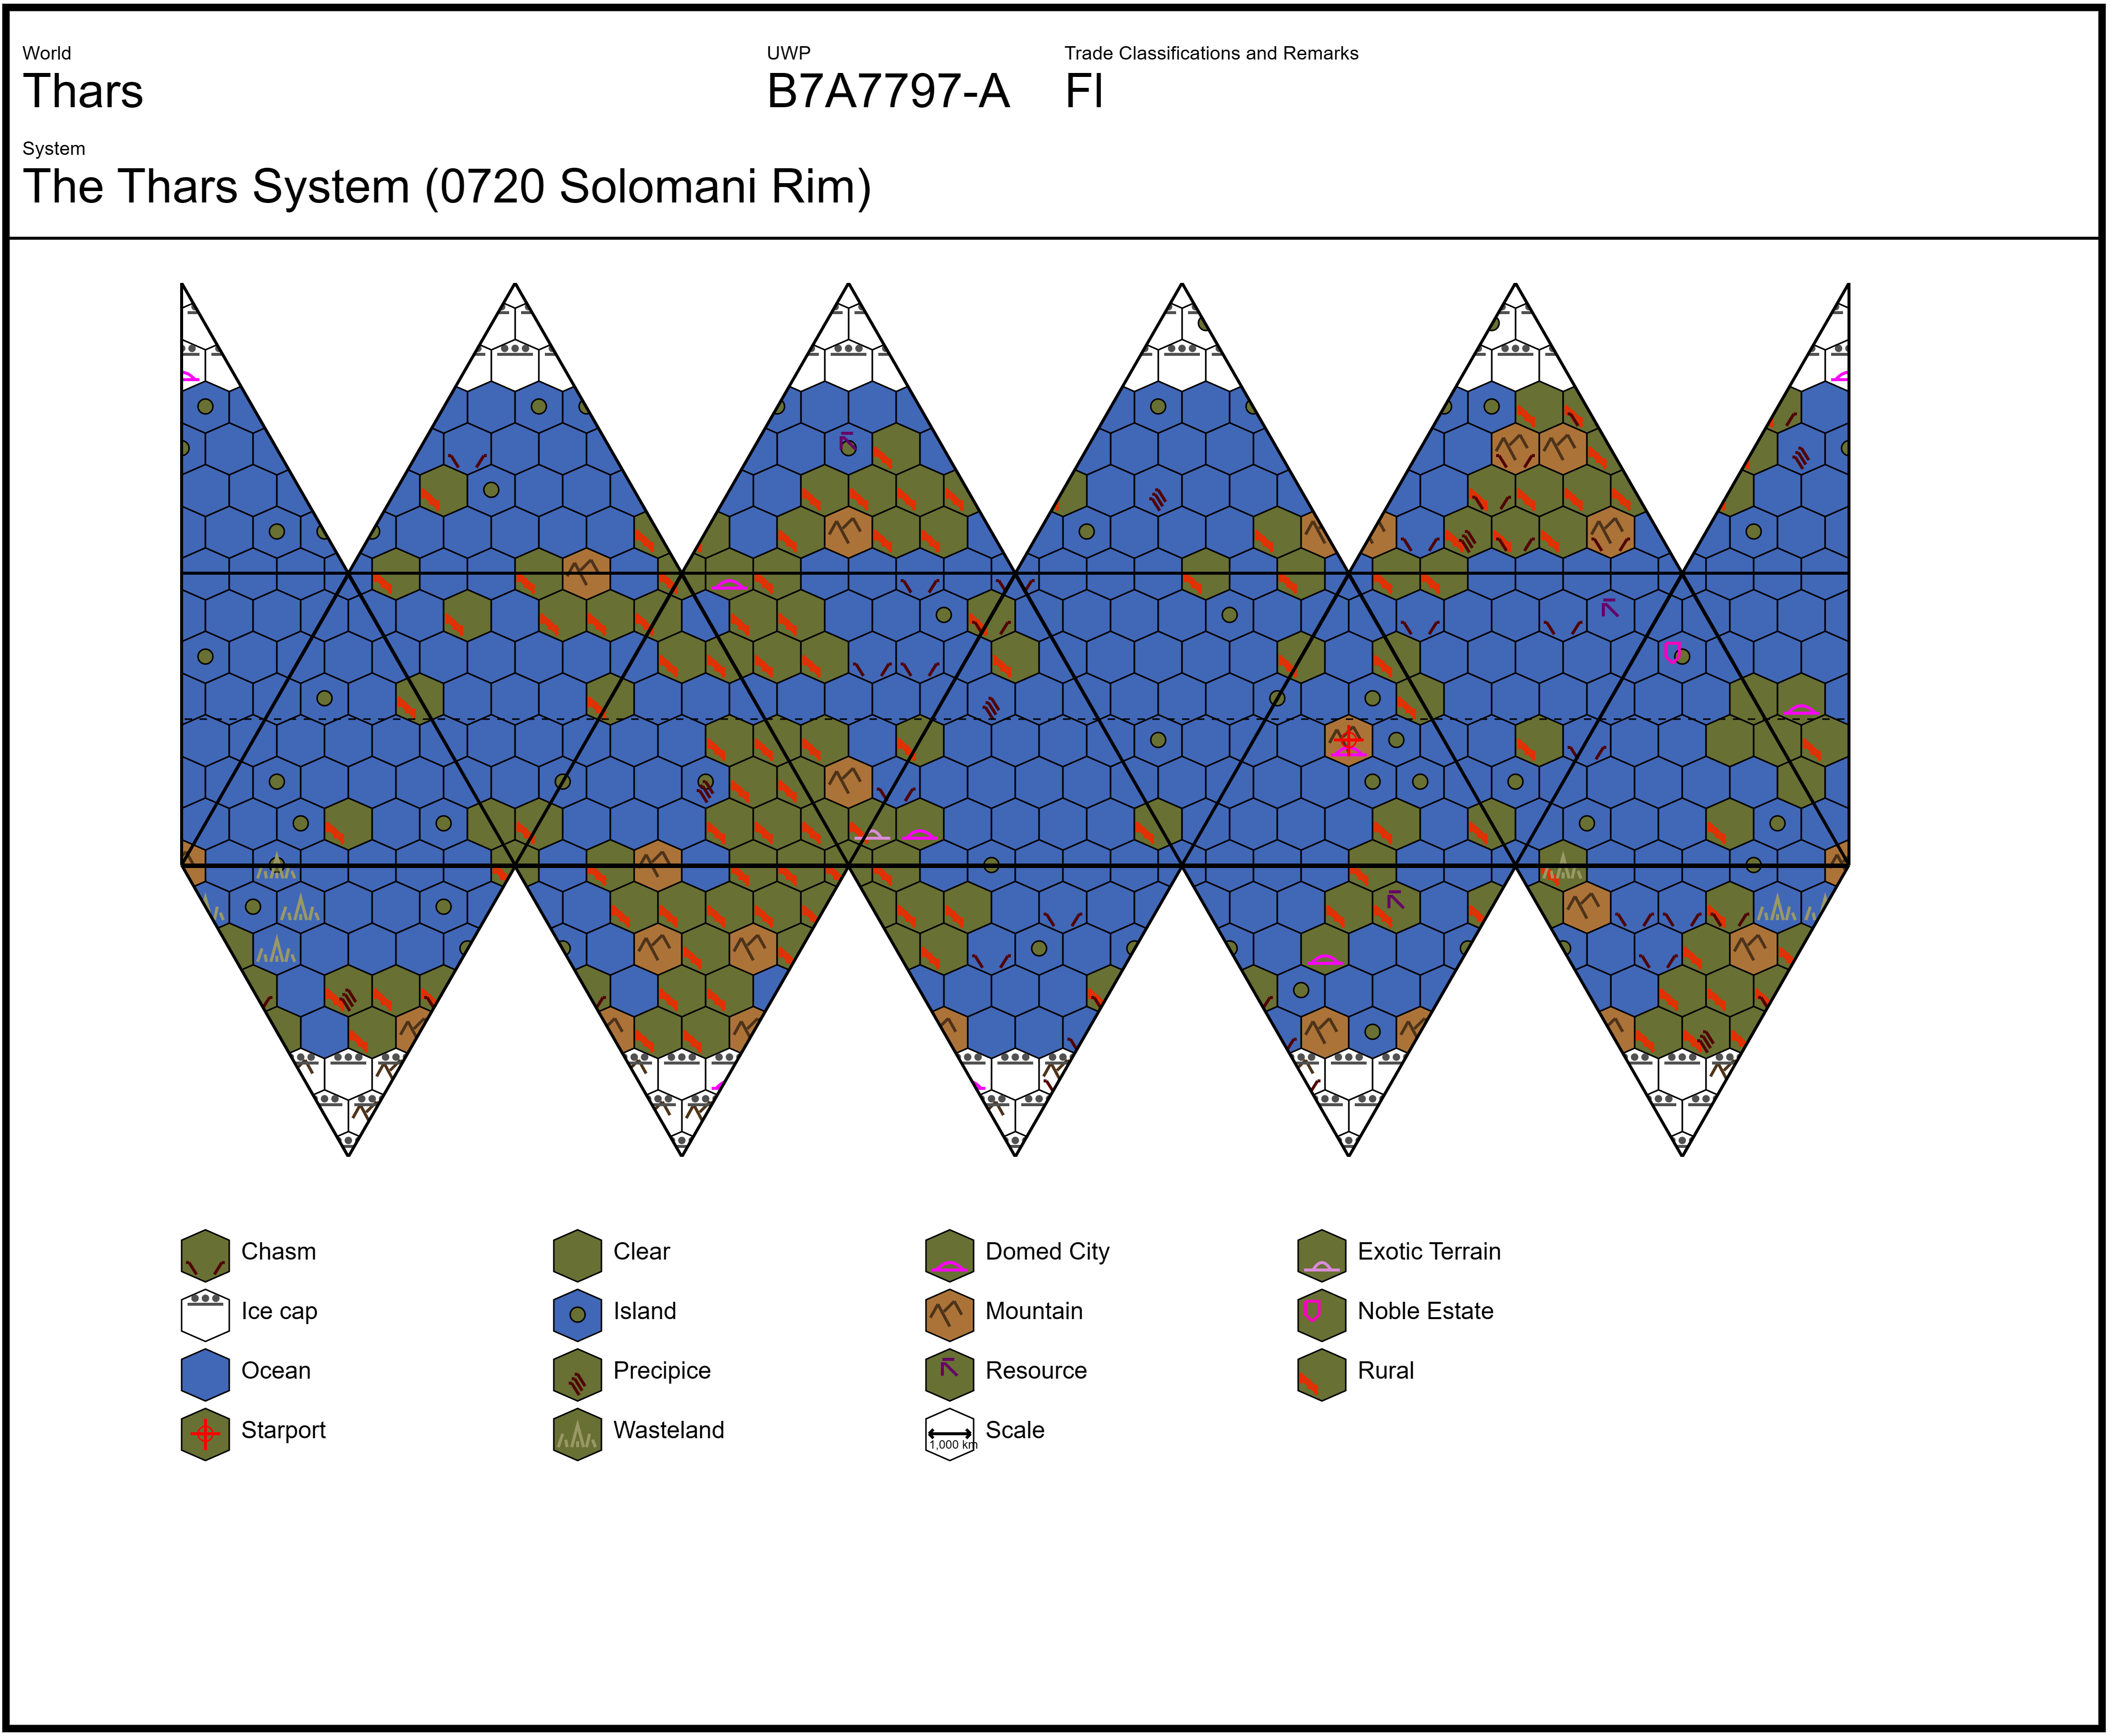 World
UWP
Trade Classifications and Remarks
Thars
B7A7797-A
Fl
System
The Thars System (0720 Solomani Rim)
Chasm
Clear
Domed City
Exotic Terrain
Ice cap
Island
Mountain
Noble Estate
Ocean
Precipice
Resource
Rural
Starport
Wasteland
1,000 km
Scale